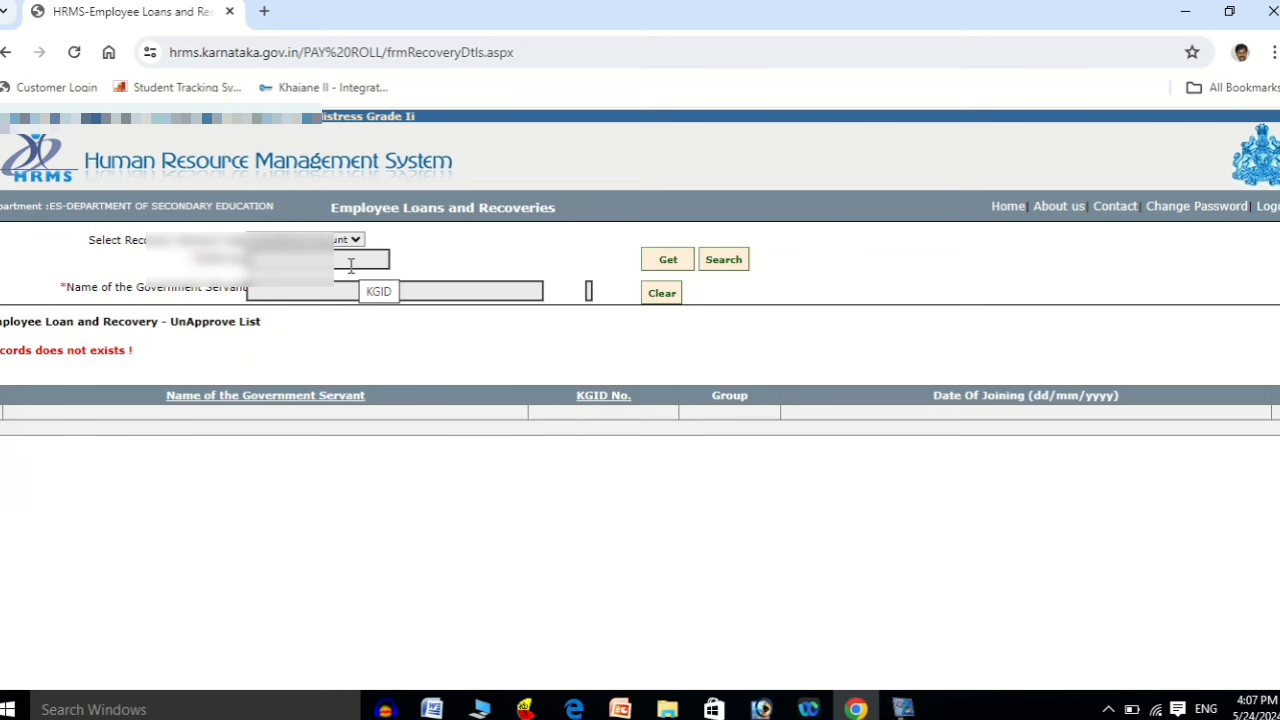 HRMS-Employee Loans and Rec
hrms.karnataka.gov.in/PAY%20ROLL/frmRecoveryDtls.aspx
Customer Login Student Tracking Sy... Khajane II - Integrat... All Bookmarks
istress Grade Ii
HRMS Human Resource Management System
partment :ES-DEPARTMENT OF SECONDARY EDUCATION Employee Loans and Recoveries Home About us Contact Change Password Log
Select Reco unt
Get Search
*Name of the Government Servant KGID Clear
ployee Loan and Recovery - UnApprove List
cords does not exists !
Name of the Government Servant KGID No. Group Date Of Joining (dd/mm/yyyy)
Search Windows ENG 4:07 PM
5/24/202